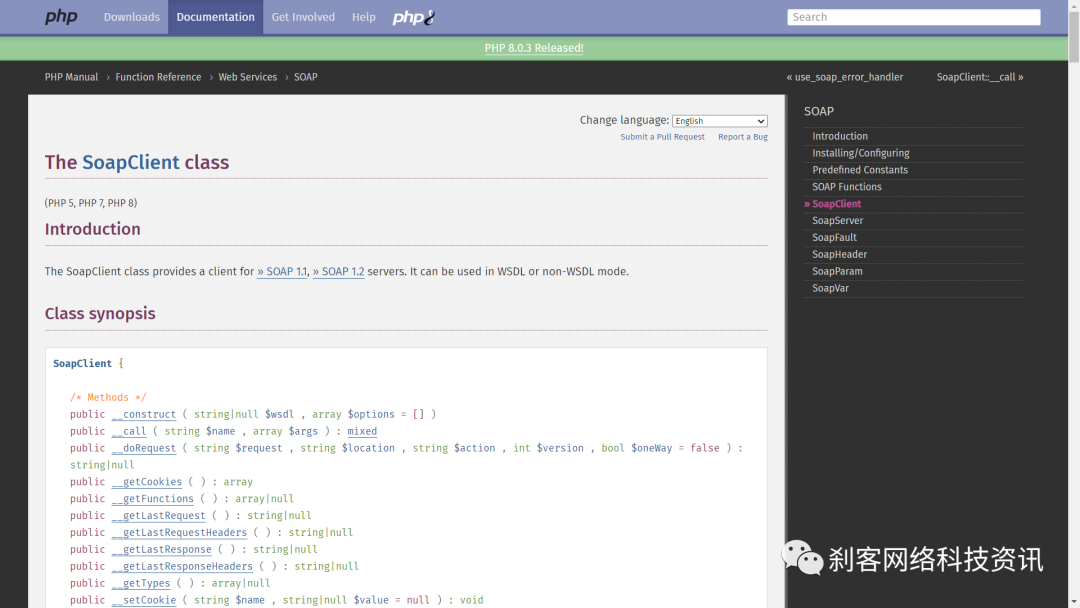 php Downloads Documentation Get Involved Help php8 Search
PHP 8.0.3 Released!
PHP Manual › Function Reference › Web Services › SOAP « use_soap_error_handler SoapClient::__call »
Change language: English
Submit a Pull Request Report a Bug
The SoapClient class
(PHP 5, PHP 7, PHP 8)
Introduction
The SoapClient class provides a client for » SOAP 1.1, » SOAP 1.2 servers. It can be used in WSDL or non-WSDL mode.
Class synopsis
SoapClient {
/* Methods */
public __construct ( string|null $wsdl , array $options = [] )
public __call ( string $name , array $args ) : mixed
public __doRequest ( string $request , string $location , string $action , int $version , bool $oneWay = false ) :
string|null
public __getCookies ( ) : array
public __getFunctions ( ) : array|null
public __getLastRequest ( ) : string|null
public __getLastRequestHeaders ( ) : string|null
public __getLastResponse ( ) : string|null
public __getLastResponseHeaders ( ) : string|null
public __getTypes ( ) : array|null
public __setCookie ( string $name , string|null $value = null ) : void
SOAP
Introduction
Installing/Configuring
Predefined Constants
SOAP Functions
» SoapClient
SoapServer
SoapFault
SoapHeader
SoapParam
SoapVar
刹客网络科技资讯